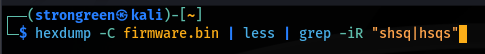 ┌──(strongreen㉿kali)-[~]
└─$ hexdump -C firmware.bin | less | grep -iR "shsq|hsqs"